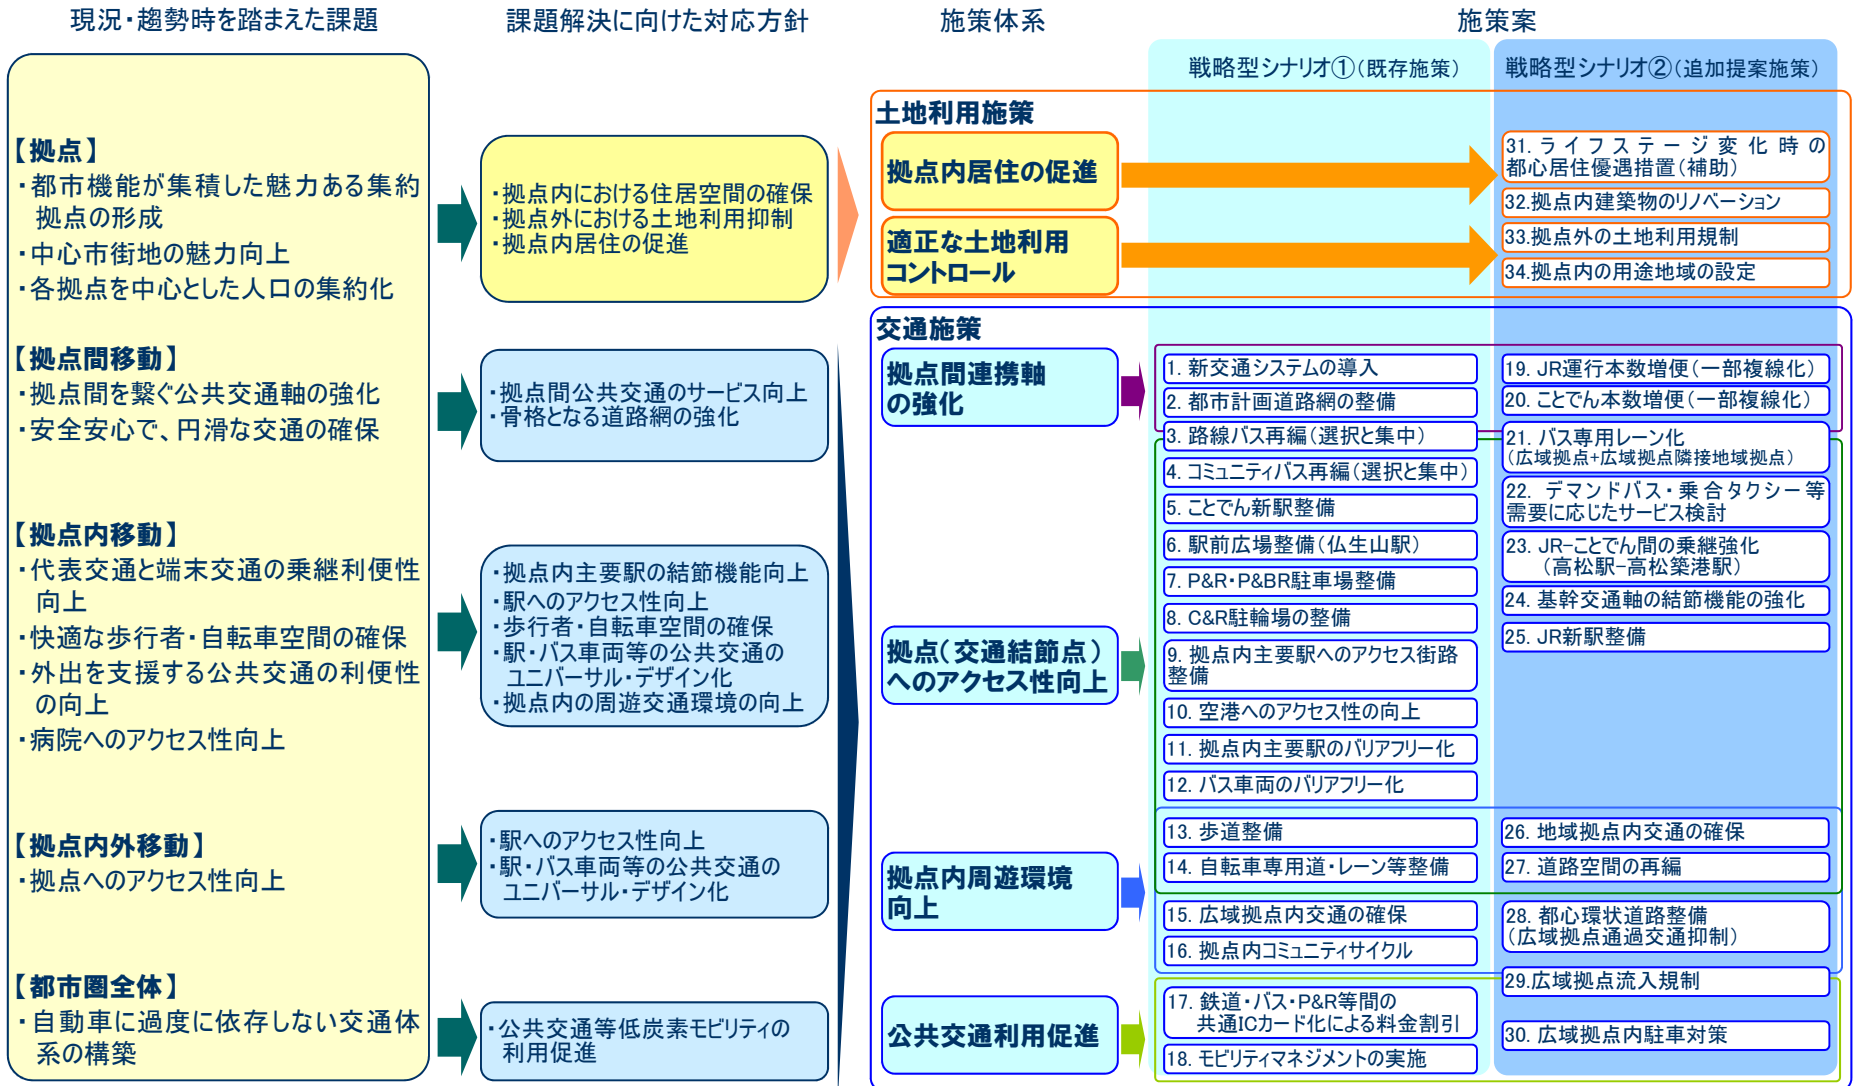 現況・趨勢時を踏まえた課題
課題解決に向けた対応方針
施策体系
施策案
戦略型シナリオ①(既存施策)
戦略型シナリオ②(追加提案施策)
【拠点】
・都市機能が集積した魅力ある集約
拠点の形成
・中心市街地の魅力向上
・各拠点を中心とした人口の集約化
【拠点間移動】
・拠点間を繋ぐ公共交通軸の強化
・安全安心で、円滑な交通の確保
【拠点内移動】
・代表交通と端末交通の乗継利便性
向上
・快適な歩行者・自転車空間の確保
・外出を支援する公共交通の利便性
の向上
・病院へのアクセス性向上
【拠点内外移動】
・拠点へのアクセス性向上
【都市圏全体】
・自動車に過度に依存しない交通体
系の構築
・拠点内における住居空間の確保
・拠点外における土地利用抑制
・拠点内居住の促進
・拠点間公共交通のサービス向上
・骨格となる道路網の強化
・拠点内主要駅の結節機能向上
・駅へのアクセス性向上
・歩行者・自転車空間の確保
・駅・バス車両等の公共交通の
ユニバーサル・デザイン化
・拠点内の周遊交通環境の向上
・駅へのアクセス性向上
・駅・バス車両等の公共交通の
ユニバーサル・デザイン化
・公共交通等低炭素モビリティの
利用促進
土地利用施策
拠点内居住の促進
適正な土地利用
コントロール
31. ライフステージ変化時の
都心居住優遇措置(補助)
32.拠点内建築物のリノベーション
33.拠点外の土地利用規制
34.拠点内の用途地域の設定
交通施策
拠点間連携軸
の強化
拠点(交通結節点)
へのアクセス性向上
拠点内周遊環境
向上
公共交通利用促進
1. 新交通システムの導入
2. 都市計画道路網の整備
3. 路線バス再編(選択と集中)
4. コミュニティバス再編(選択と集中)
5. ことでん新駅整備
6. 駅前広場整備(仏生山駅)
7. P&R・P&BR駐車場整備
8. C&R駐輪場の整備
9. 拠点内主要駅へのアクセス街路
整備
10. 空港へのアクセス性の向上
11. 拠点内主要駅のバリアフリー化
12. バス車両のバリアフリー化
13. 歩道整備
14. 自転車専用道・レーン等整備
15. 広域拠点内交通の確保
16. 拠点内コミュニティサイクル
17. 鉄道・バス・P&R等間の
共通ICカード化による料金割引
18. モビリティマネジメントの実施
19. JR運行本数増便(一部複線化)
20. ことでん本数増便(一部複線化)
21. バス専用レーン化
(広域拠点+広域拠点隣接地域拠点)
22. デマンドバス・乗合タクシー等
需要に応じたサービス検討
23. JR-ことでん間の乗継強化
(高松駅-高松築港駅)
24. 基幹交通軸の結節機能の強化
25. JR新駅整備
26. 地域拠点内交通の確保
27. 道路空間の再編
28. 都心環状道路整備
(広域拠点通過交通抑制)
29.広域拠点流入規制
30. 広域拠点内駐車対策